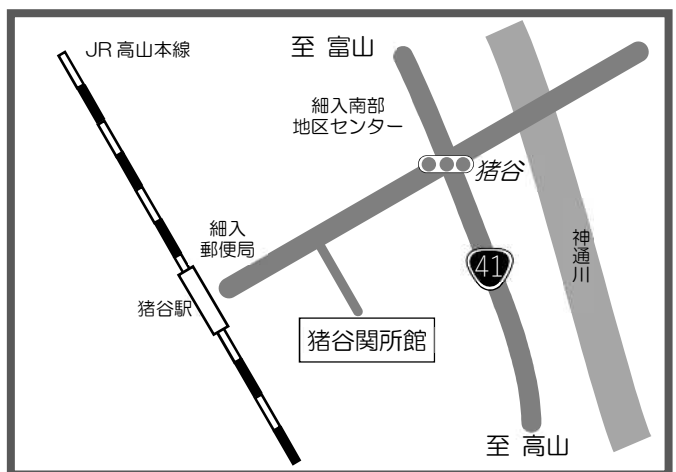 JR高山本線
至 富山
細入南部
地区センター
猪谷
細入
郵便局
神通川
41
猪谷駅
猪谷関所館
至 高山